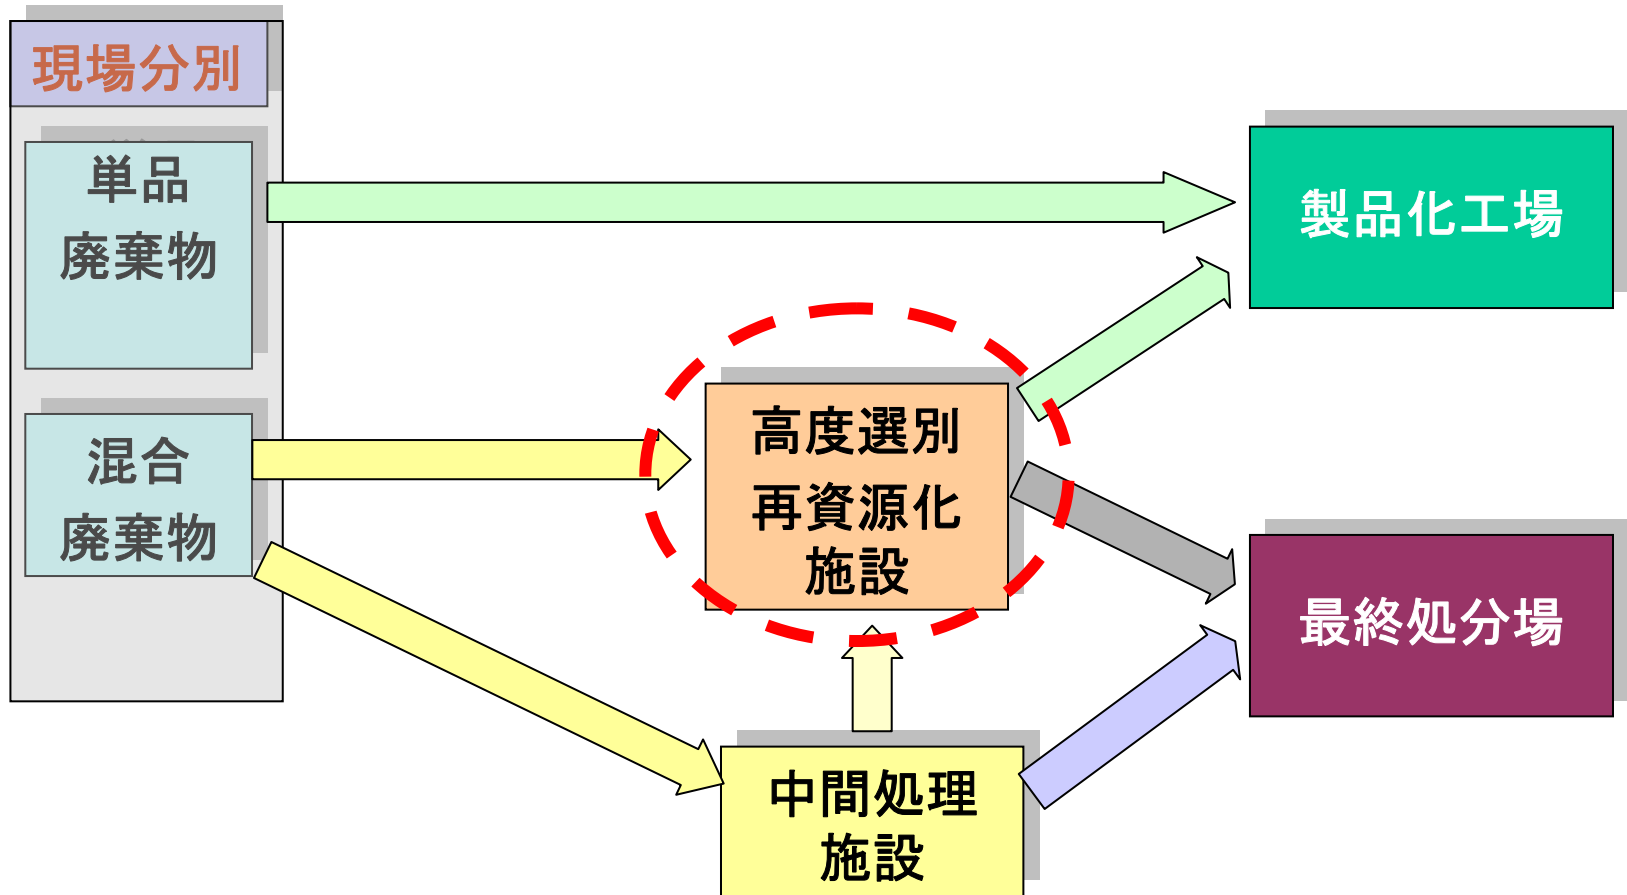 現場分別
単品
廃棄物
混合
廃棄物
高度選別
再資源化
施設
中間処理
施設
製品化工場
最終処分場